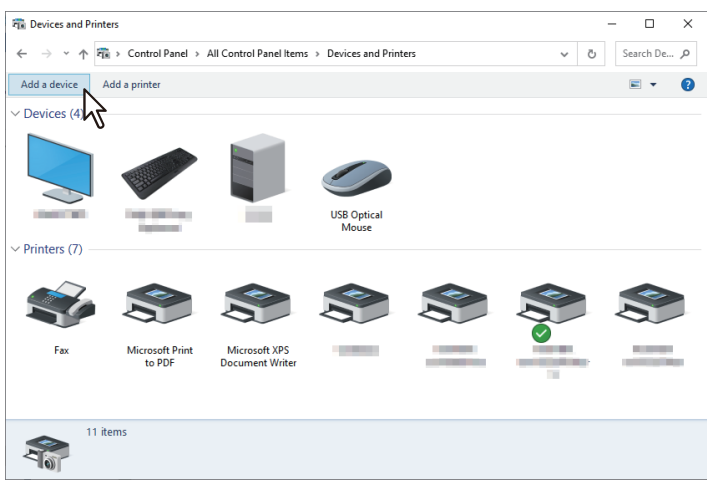 Devices and Printers
Control Panel > All Control Panel Items > Devices and Printers
Search De...
Add a device Add a printer
Devices (4)
USB Optical
Mouse
Printers (7)
Fax
Microsoft Print
to PDF
Microsoft XPS
Document Writer
11 items